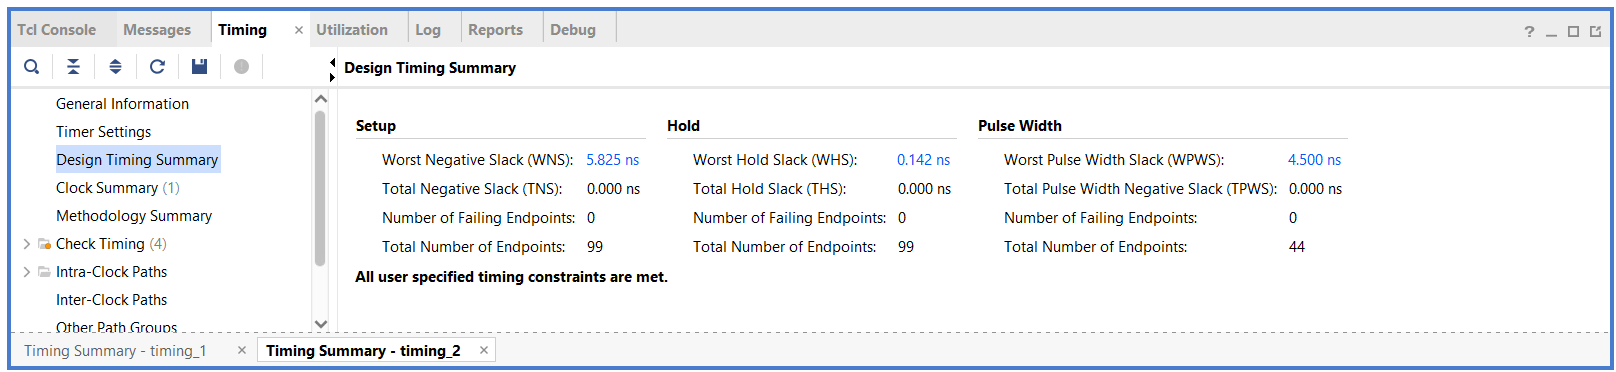 Tcl Console Messages Timing × Utilization Log Reports Debug ?
Design Timing Summary
General Information
Timer Settings
Design Timing Summary
Clock Summary (1)
Methodology Summary
Check Timing (4)
Intra-Clock Paths
Inter-Clock Paths
Other Path Groups
Setup Hold Pulse Width
Worst Negative Slack (WNS): 5.825 ns Worst Hold Slack (WHS): 0.142 ns Worst Pulse Width Slack (WPWS): 4.500 ns
Total Negative Slack (TNS): 0.000 ns Total Hold Slack (THS): 0.000 ns Total Pulse Width Negative Slack (TPWS): 0.000 ns
Number of Failing Endpoints: 0 Number of Failing Endpoints: 0 Number of Failing Endpoints: 0
Total Number of Endpoints: 99 Total Number of Endpoints: 99 Total Number of Endpoints: 44
All user specified timing constraints are met.
Timing Summary - timing_1 × Timing Summary - timing_2 ×